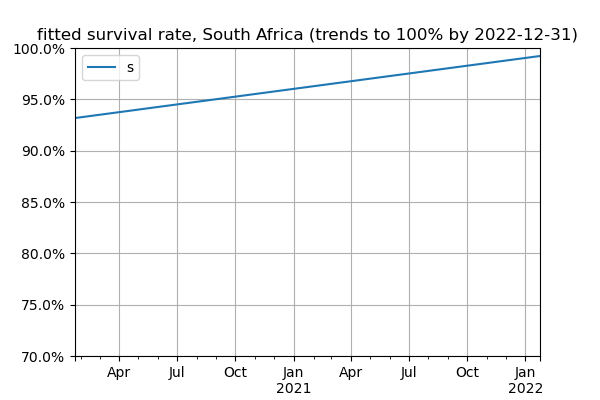 fitted survival rate, South Africa (trends to 100% by 2022-12-31)
100.0%
s
95.0%
90.0%
85.0%
80.0%
75.0%
70.0%
Apr Jul Oct Jan Apr Jul Oct Jan
2021 2022